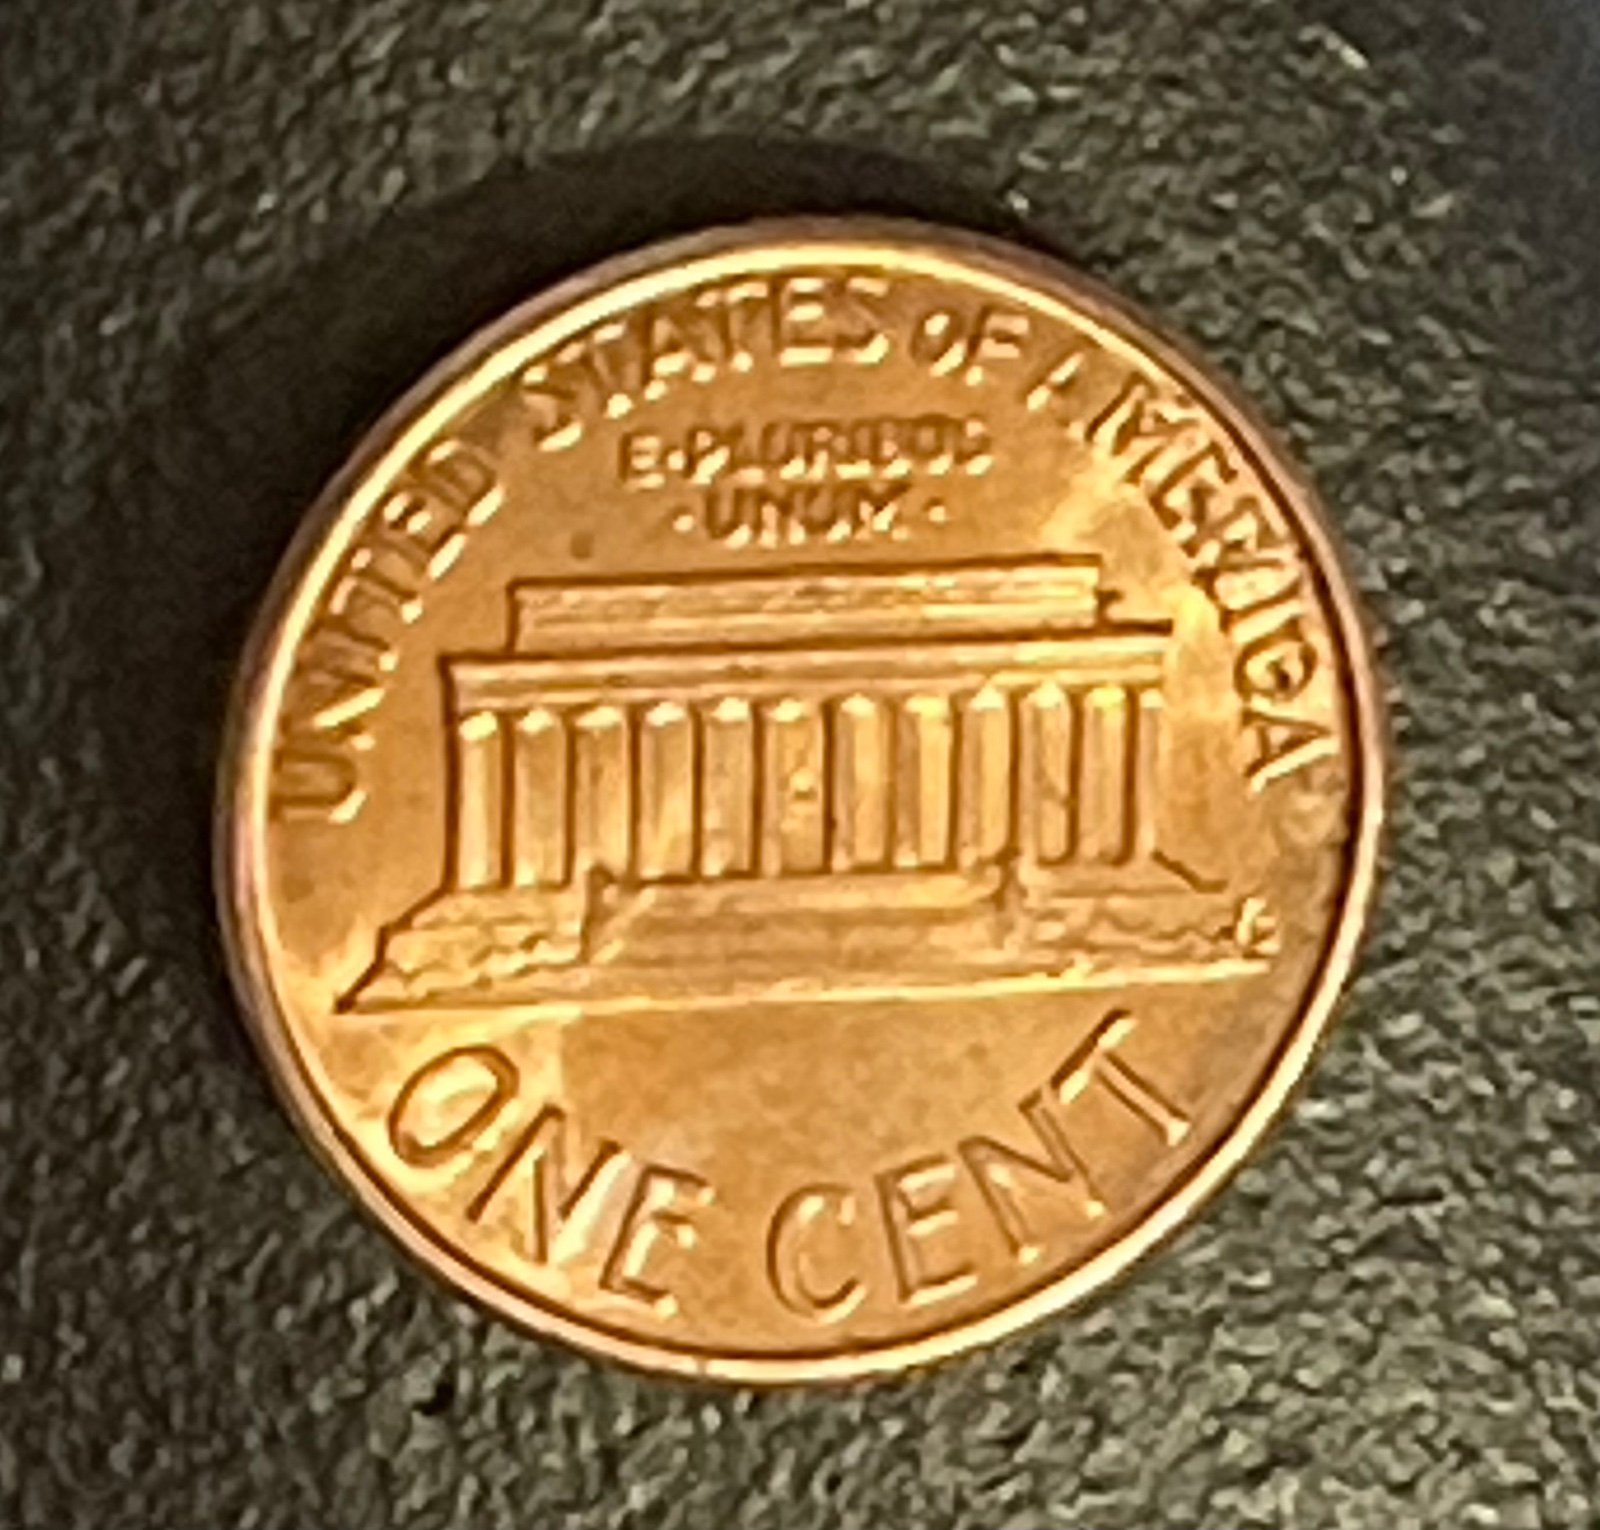 UNITED STATES OF AMERICA
E·PLURIBUS
·UNUM·
ONE CENT